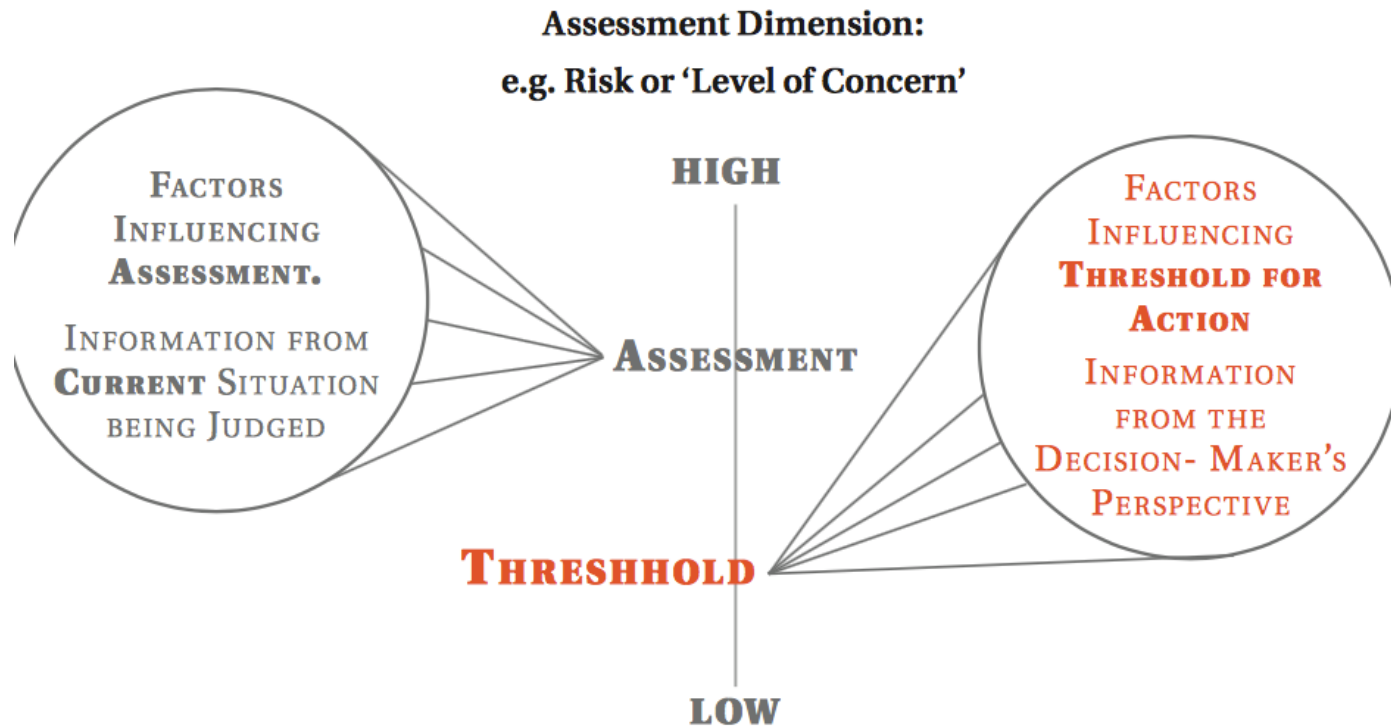 Assessment Dimension:
e.g. Risk or ‘Level of Concern’
HIGH
FACTORS
INFLUENCING
ASSESSMENT.
INFORMATION FROM
CURRENT SITUATION
BEING JUDGED
ASSESSMENT
FACTORS
INFLUENCING
THRESHOLD FOR
ACTION
INFORMATION
FROM THE
DECISION- MAKER’S
PERSPECTIVE
THRESHHOLD
LOW